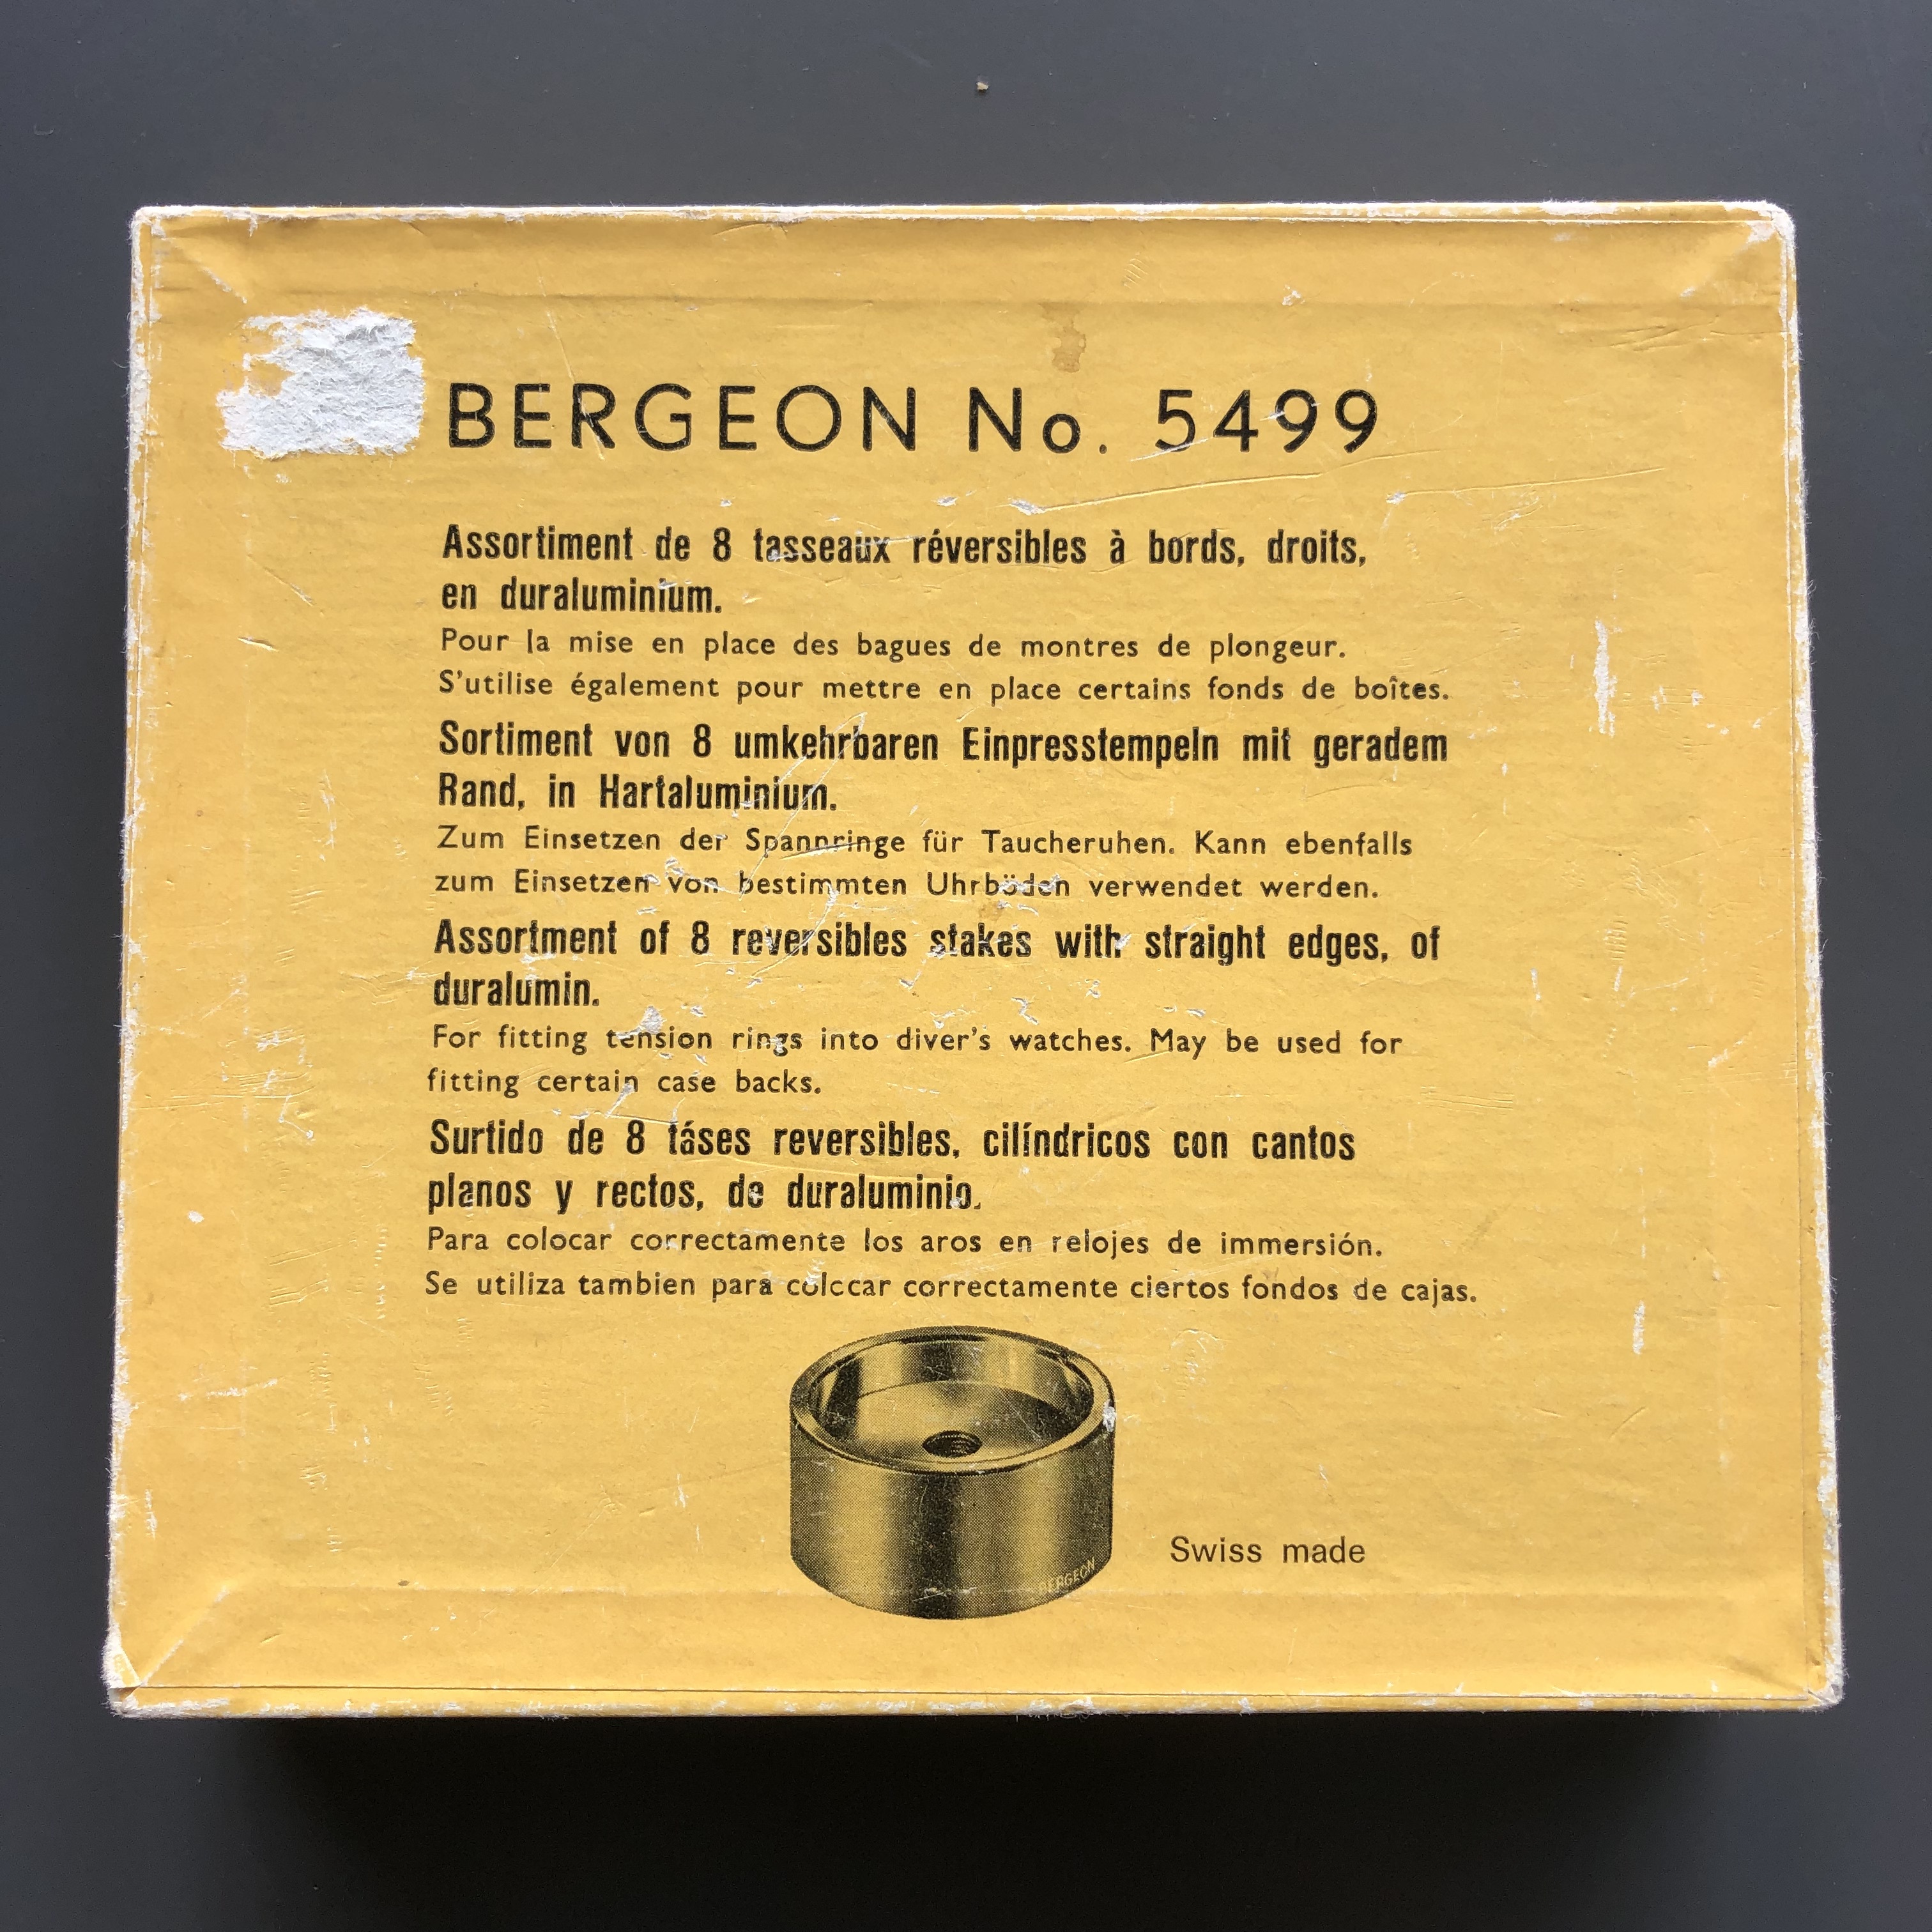 BERGEON No. 5499
Assortiment de 8 tasseaux réversibles à bords, droits,
en duraluminium.
Pour la mise en place des bagues de montres de plongeur.
S'utilise également pour mettre en place certains fonds de boîtes.
Sortiment von 8 umkehrbaren Einpresstempeln mit geradem
Rand, in Hartaluminium.
Zum Einsetzen der Spannringe für Taucheruhen. Kann ebenfalls
zum Einsetzen von bestimmten Uhrböden verwendet werden.
Assortment of 8 reversibles stakes with straight edges, of
duralumin.
For fitting tension rings into diver's watches. May be used for
fitting certain case backs.
Surtido de 8 táses reversibles, cilíndricos con cantos
planos y rectos, de duraluminio.
Para colocar correctamente los aros en relojes de immersión.
Se utiliza tambien para colocar correctamente ciertos fondos de cajas.
BERGEON
Swiss made